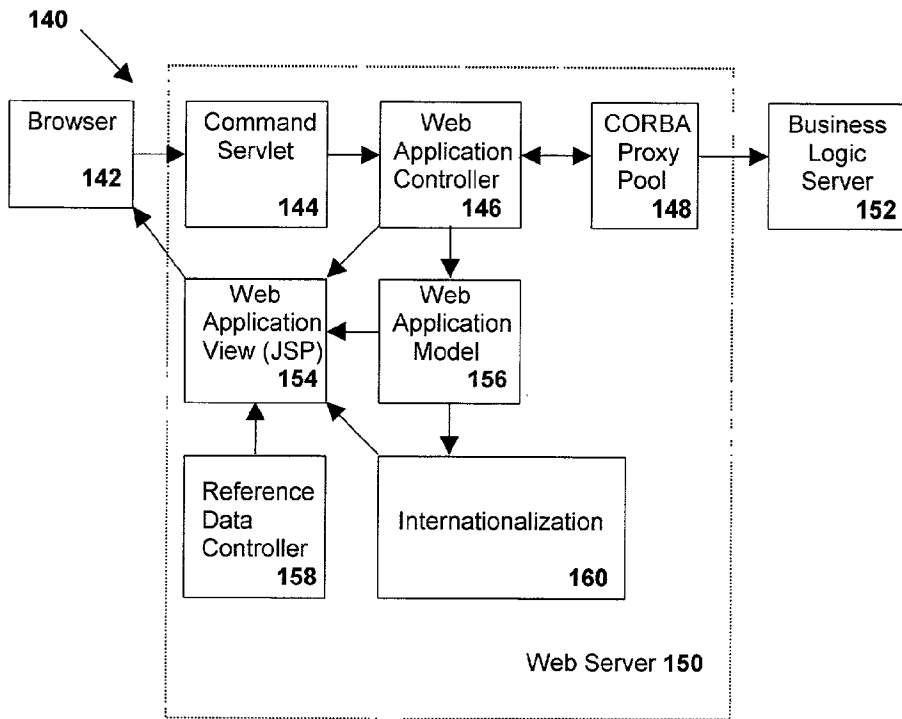 140
Browser
142
Command
Servlet
144
Web
Application
Controller
146
CORBA
Proxy
Pool
148
Business
Logic
Server
152
Web
Application
View (JSP)
154
Web
Application
Model
156
Reference
Data
Controller
158
Internationalization
160
Web Server 150